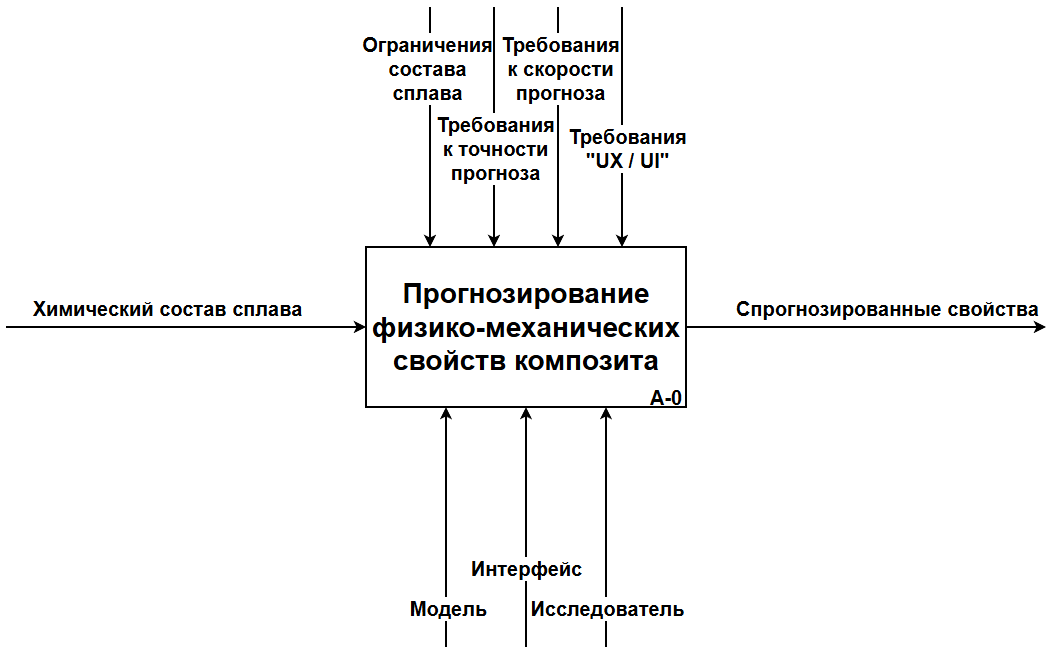 Ограничения
состава
сплава
Требования
к точности
прогноза
Требования
к скорости
прогноза
Требования
"UX / UI"
Химический состав сплава
Прогнозирование
физико-механических
свойств композита
A-0
Спрогнозированные свойства
Модель
Интерфейс
Исследователь